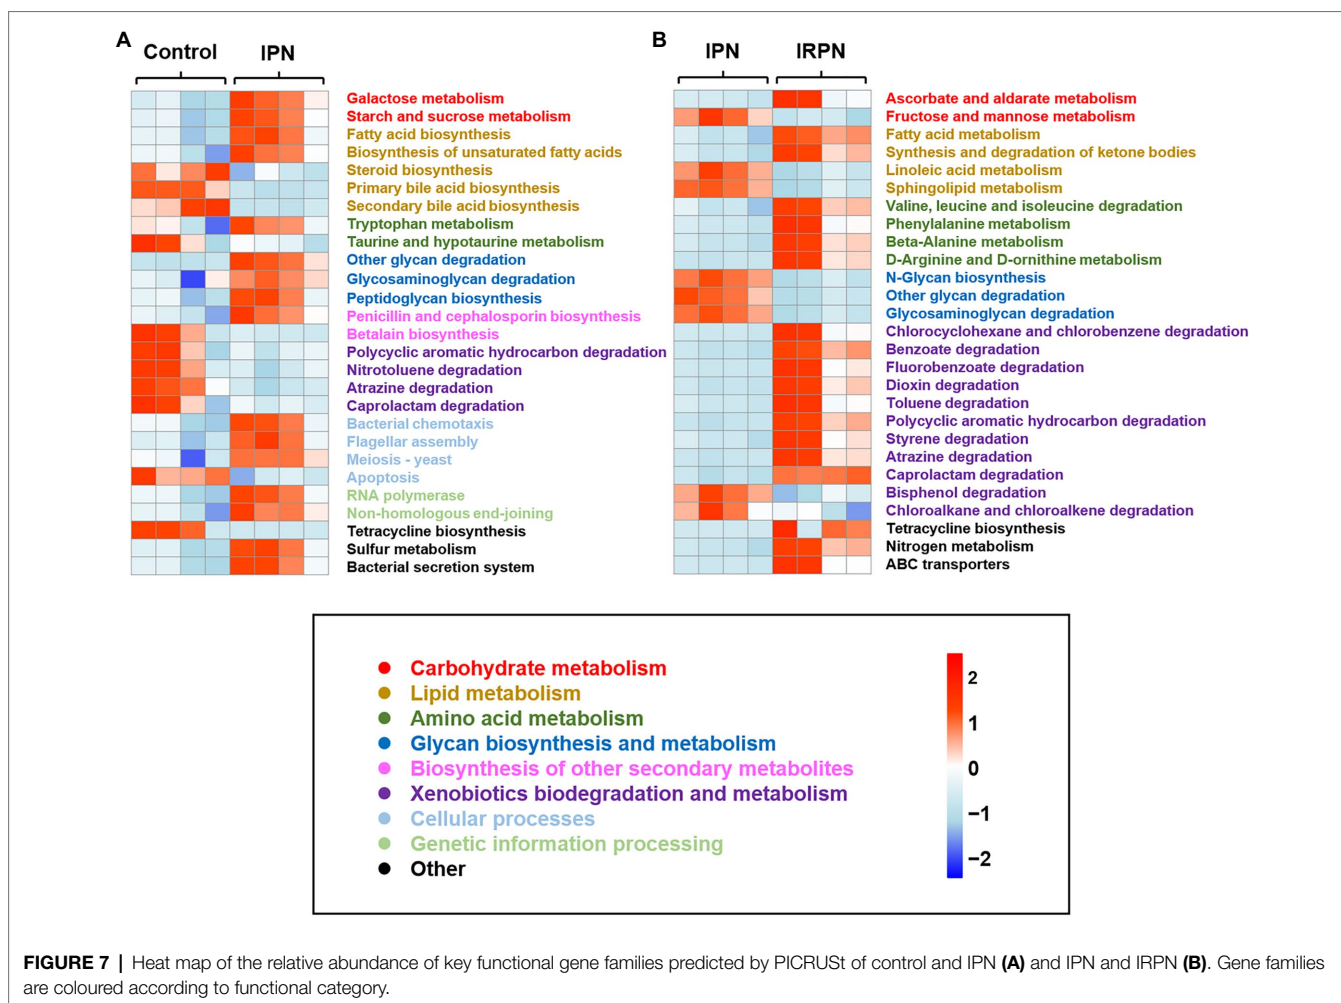 A
Control
IPN
Galactose metabolism
Starch and sucrose metabolism
Fatty acid biosynthesis
Biosynthesis of unsaturated fatty acids
Steroid biosynthesis
Primary bile acid biosynthesis
Secondary bile acid biosynthesis
Tryptophan metabolism
Taurine and hypotaurine metabolism
Other glycan degradation
Glycosaminoglycan degradation
Peptidoglycan biosynthesis
Penicillin and cephalosporin biosynthesis
Betalain biosynthesis
Polycyclic aromatic hydrocarbon degradation
Nitrotoluene degradation
Atrazine degradation
Caprolactam degradation
Bacterial chemotaxis
Flagellar assembly
Meiosis - yeast
Apoptosis
RNA polymerase
Non-homologous end-joining
Tetracycline biosynthesis
Sulfur metabolism
Bacterial secretion system
B
IPN
IRPN
Ascorbate and aldarate metabolism
Fructose and mannose metabolism
Fatty acid metabolism
Synthesis and degradation of ketone bodies
Linoleic acid metabolism
Sphingolipid metabolism
Valine, leucine and isoleucine degradation
Phenylalanine metabolism
Beta-Alanine metabolism
D-Arginine and D-ornithine metabolism
N-Glycan biosynthesis
Other glycan degradation
Glycosaminoglycan degradation
Chlorocyclohexane and chlorobenzene degradation
Benzoate degradation
Fluorobenzoate degradation
Dioxin degradation
Toluene degradation
Polycyclic aromatic hydrocarbon degradation
Styrene degradation
Atrazine degradation
Caprolactam degradation
Bisphenol degradation
Chloroalkane and chloroalkene degradation
Tetracycline biosynthesis
Nitrogen metabolism
ABC transporters
Carbohydrate metabolism
Lipid metabolism
Amino acid metabolism
Glycan biosynthesis and metabolism
Biosynthesis of other secondary metabolites
Xenobiotics biodegradation and metabolism
Cellular processes
Genetic information processing
Other
2
1
0
−1
−2
FIGURE 7 | Heat map of the relative abundance of key functional gene families predicted by PICRUSt of control and IPN (A) and IPN and IRPN (B). Gene families
are coloured according to functional category.